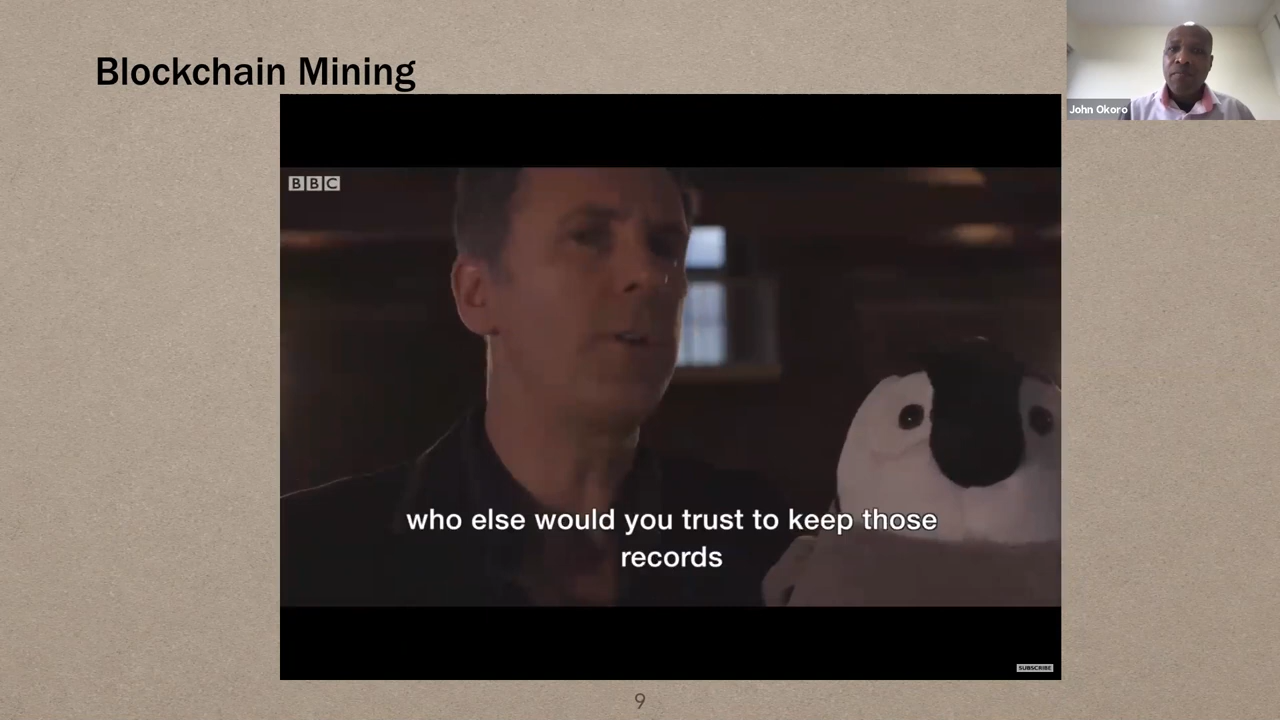 Blockchain Mining
John Okoro
BBC
who else would you trust to keep those
records
SUBSCRIBE
9